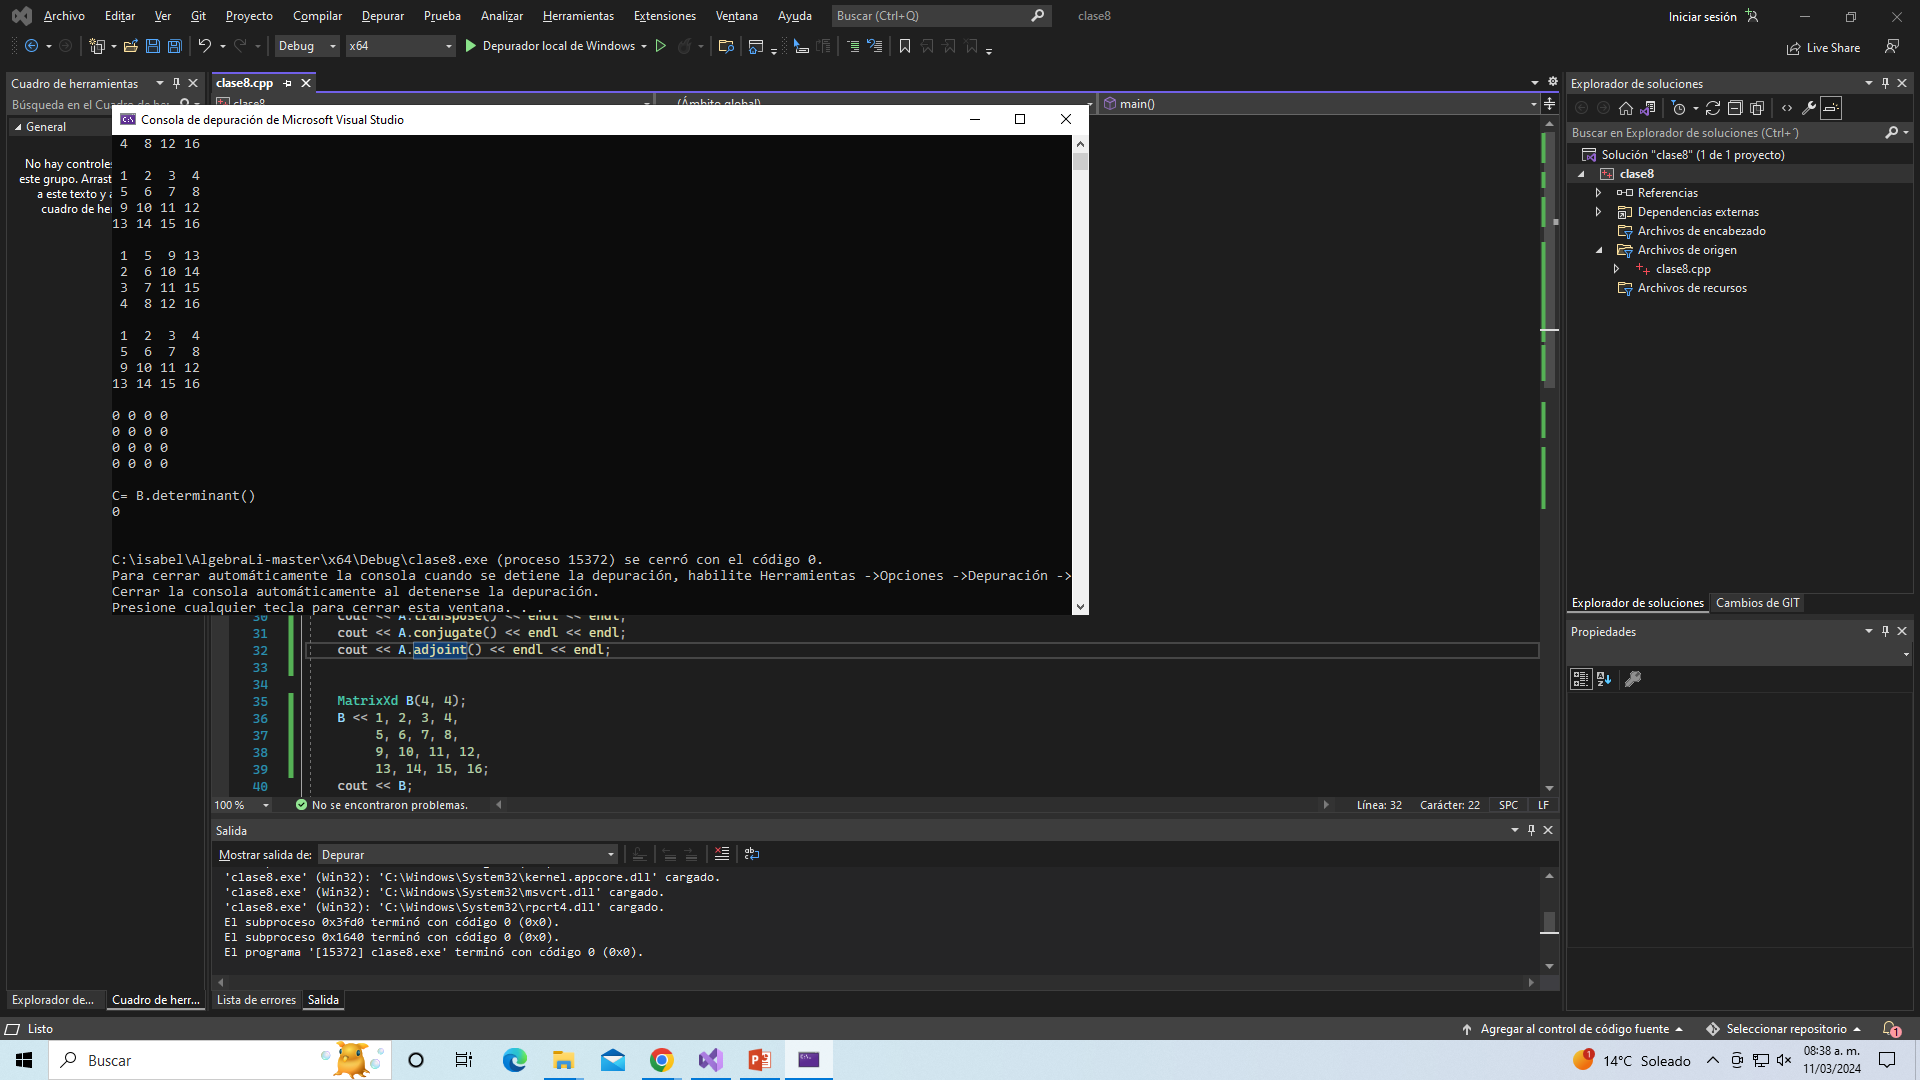 Archivo Editar Ver Git Proyecto Compilar Depurar Prueba Analizar Herramientas Extensiones Ventana Ayuda Buscar (Ctrl+Q) clase8 Iniciar sesión
Debug x64 Depurador local de Windows Live Share
Cuadro de herramientas
Búsqueda en el Cuadro de
General
No hay controles
este grupo. Arrast
a este texto y a
cuadro de her
clase8.cpp
clase8 (Ámbito global) main()
Consola de depuración de Microsoft Visual Studio
4 8 12 16
1 2 3 4
5 6 7 8
9 10 11 12
13 14 15 16
1 5 9 13
2 6 10 14
3 7 11 15
4 8 12 16
1 2 3 4
5 6 7 8
9 10 11 12
13 14 15 16
0 0 0 0
0 0 0 0
0 0 0 0
0 0 0 0
C= B.determinant()
0
C:\isabel\AlgebraLi-master\x64\Debug\clase8.exe (proceso 15372) se cerró con el código 0.
Para cerrar automáticamente la consola cuando se detiene la depuración, habilite Herramientas ->Opciones ->Depuración ->
Cerrar la consola automáticamente al detenerse la depuración.
Presione cualquier tecla para cerrar esta ventana. . .
30 cout << A.transpose() << endl << endl;
31 cout << A.conjugate() << endl << endl;
32 cout << A.adjoint() << endl << endl;
33
34
35 MatrixXd B(4, 4);
36 B << 1, 2, 3, 4,
37 5, 6, 7, 8,
38 9, 10, 11, 12,
39 13, 14, 15, 16;
40 cout << B;
100 % No se encontraron problemas. Línea: 32 Carácter: 22 SPC LF
Salida
Mostrar salida de: Depurar
'clase8.exe' (Win32): 'C:\Windows\System32\kernel.appcore.dll' cargado.
'clase8.exe' (Win32): 'C:\Windows\System32\msvcrt.dll' cargado.
'clase8.exe' (Win32): 'C:\Windows\System32\rpcrt4.dll' cargado.
El subproceso 0x3fd0 terminó con código 0 (0x0).
El subproceso 0x1640 terminó con código 0 (0x0).
El programa '[15372] clase8.exe' terminó con código 0 (0x0).
Explorador de... Cuadro de herr... Lista de errores Salida
Explorador de soluciones
Buscar en Explorador de soluciones (Ctrl+´)
Solución "clase8" (1 de 1 proyecto)
clase8
Referencias
Dependencias externas
Archivos de encabezado
Archivos de origen
clase8.cpp
Archivos de recursos
Explorador de soluciones Cambios de GIT
Propiedades
Listo Agregar al control de código fuente Seleccionar repositorio 1
Buscar 1 14°C Soleado 08:38 a. m.
11/03/2024